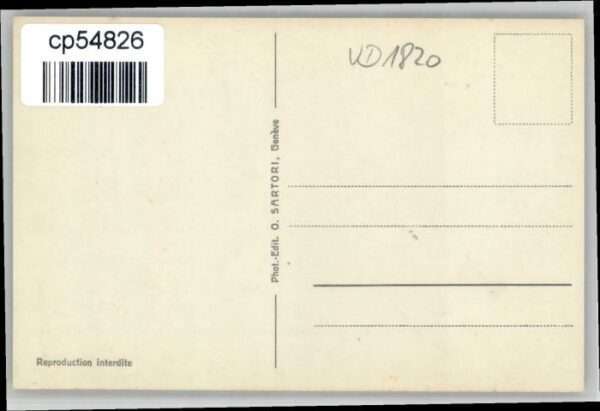 cp54826
VD1820
Phot.-Edit. O. SARTORI, Genève
Reproduction interdite